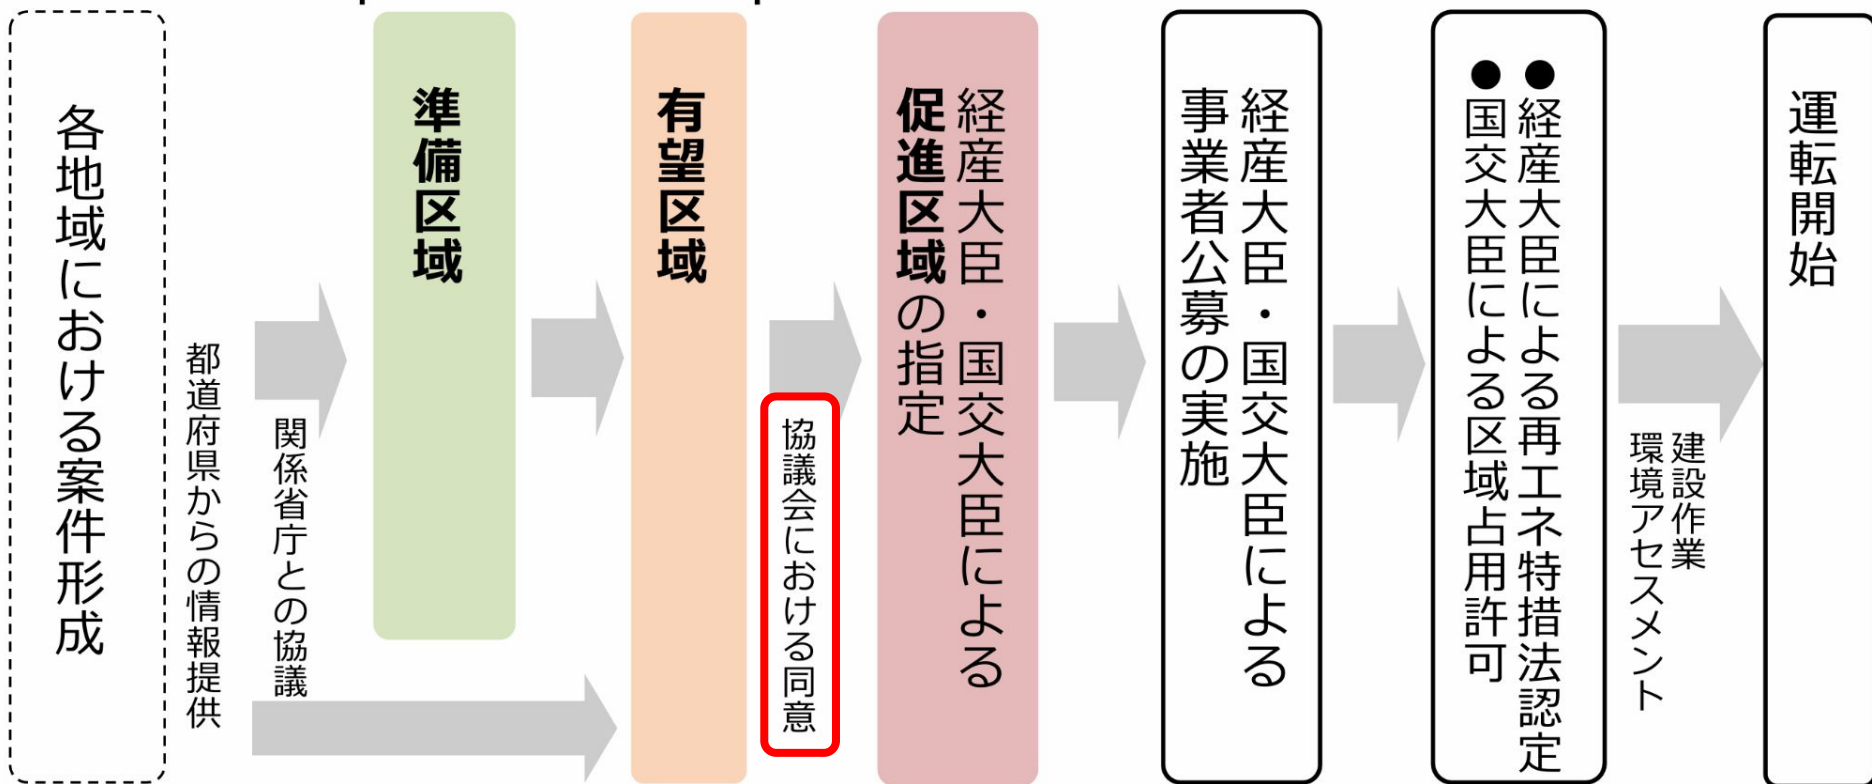 各地域における案件形成
都道府県からの情報提供
関係省庁との協議
準備区域
有望区域
協議会における同意
経産大臣・国交大臣による
促進区域の指定
経産大臣・国交大臣による
事業者公募の実施
●経産大臣による再エネ特措法認定
●国交大臣による区域占用許可
建設作業
環境アセスメント
運転開始